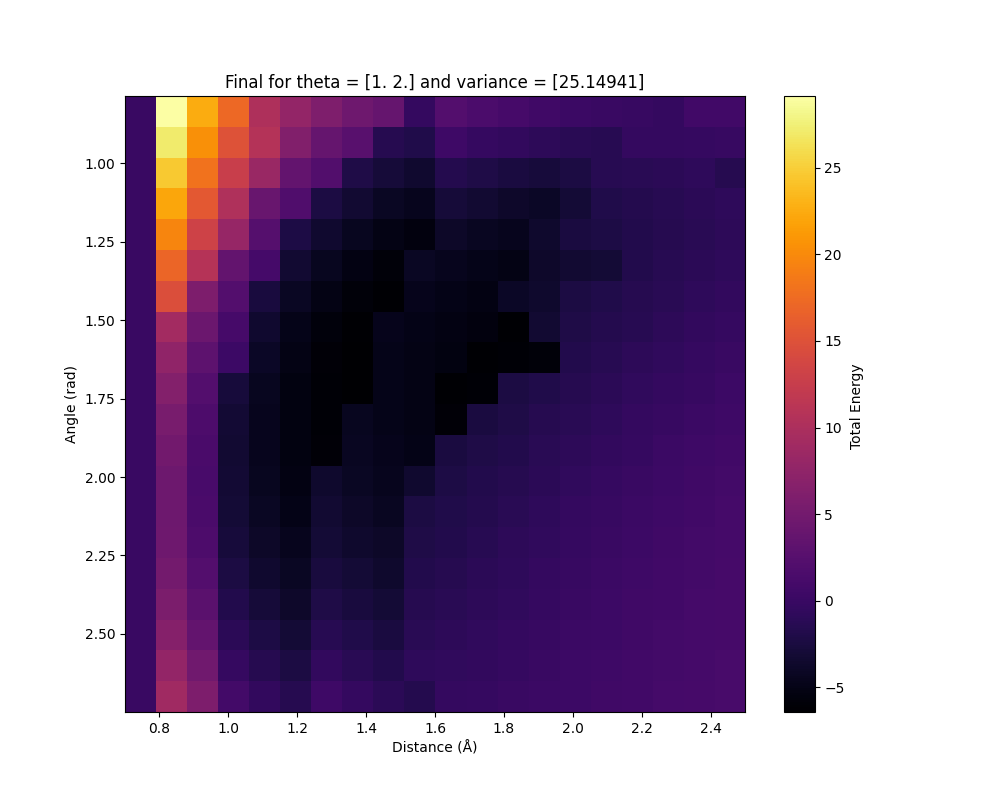 Final for theta = [1. 2.] and variance = [25.14941]
1.00
1.25
1.50
1.75
2.00
2.25
2.50
Angle (rad)
0.8 1.0 1.2 1.4 1.6 1.8 2.0 2.2 2.4
Distance (Å)
25
20
15
10
5
0
−5
Total Energy